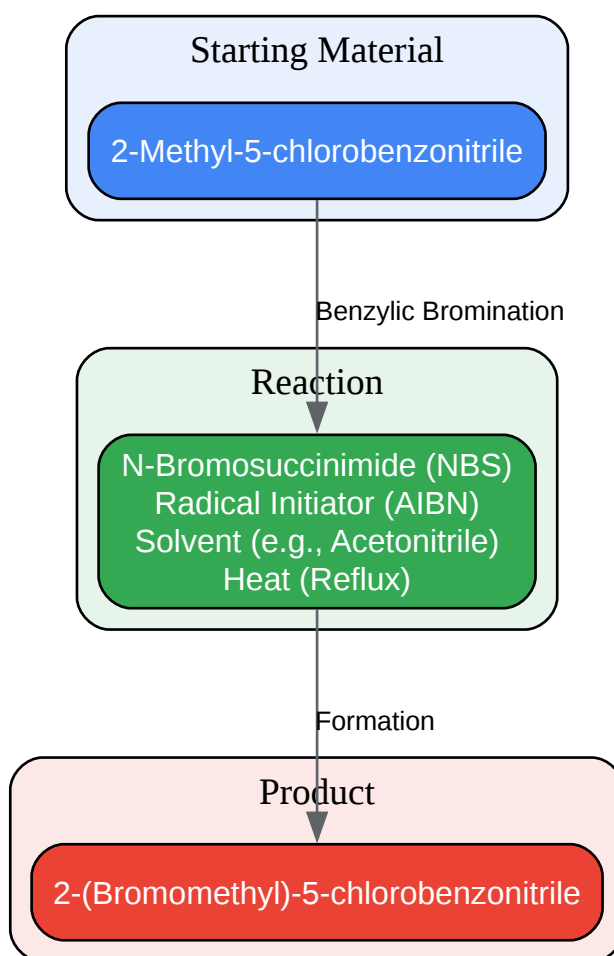 Starting Material
2-Methyl-5-chlorobenzonitrile
Benzylic Bromination
Reaction
N-Bromosuccinimide (NBS)
Radical Initiator (AIBN)
Solvent (e.g., Acetonitrile)
Heat (Reflux)
Formation
Product
2-(Bromomethyl)-5-chlorobenzonitrile